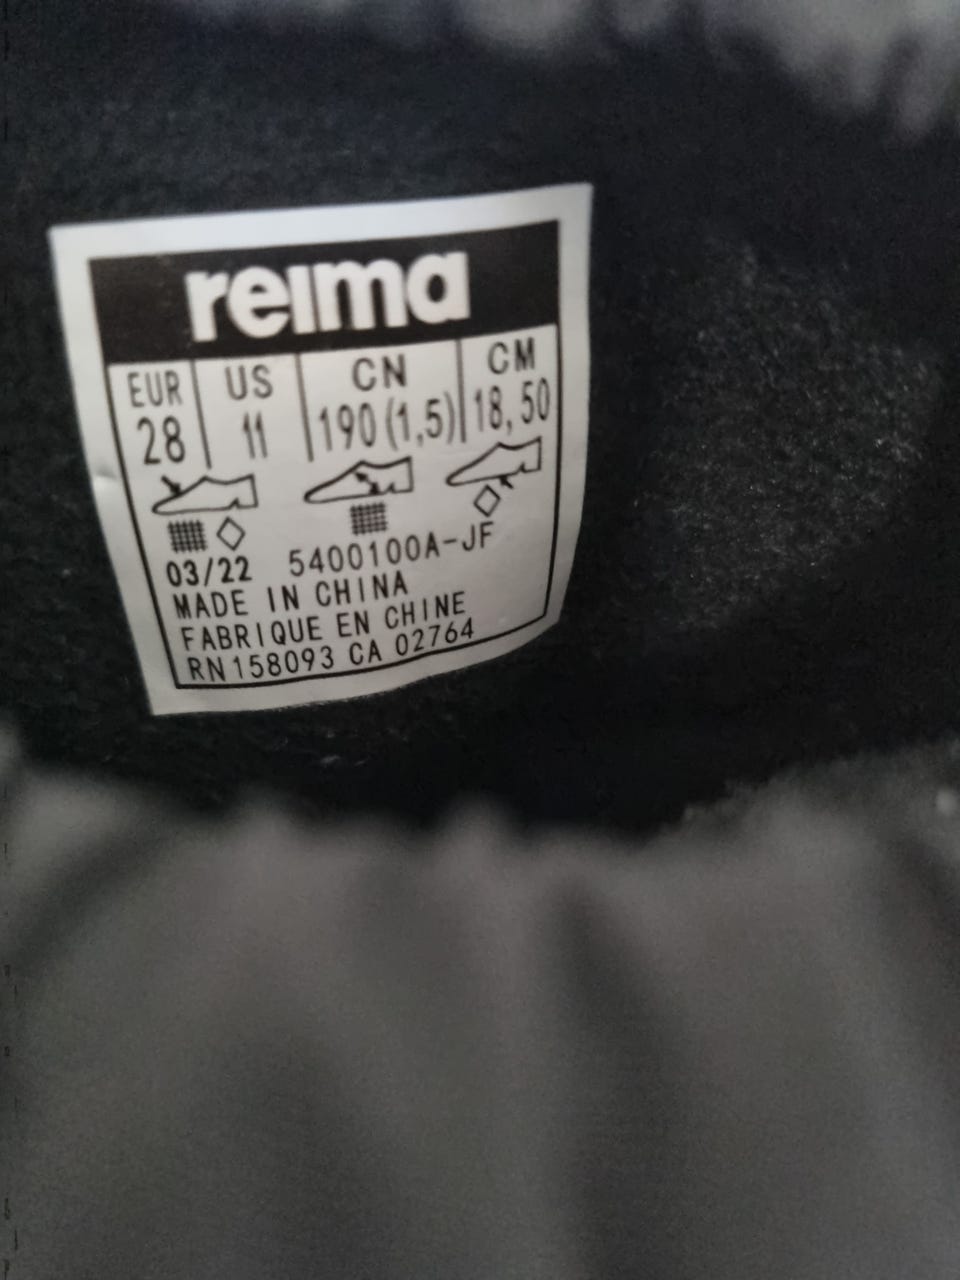 reima
EUR US CN CM
28 11 190(1,5) 18,50
03/22 5400100A-JF
MADE IN CHINA
FABRIQUE EN CHINE
RN158093 CA 02764